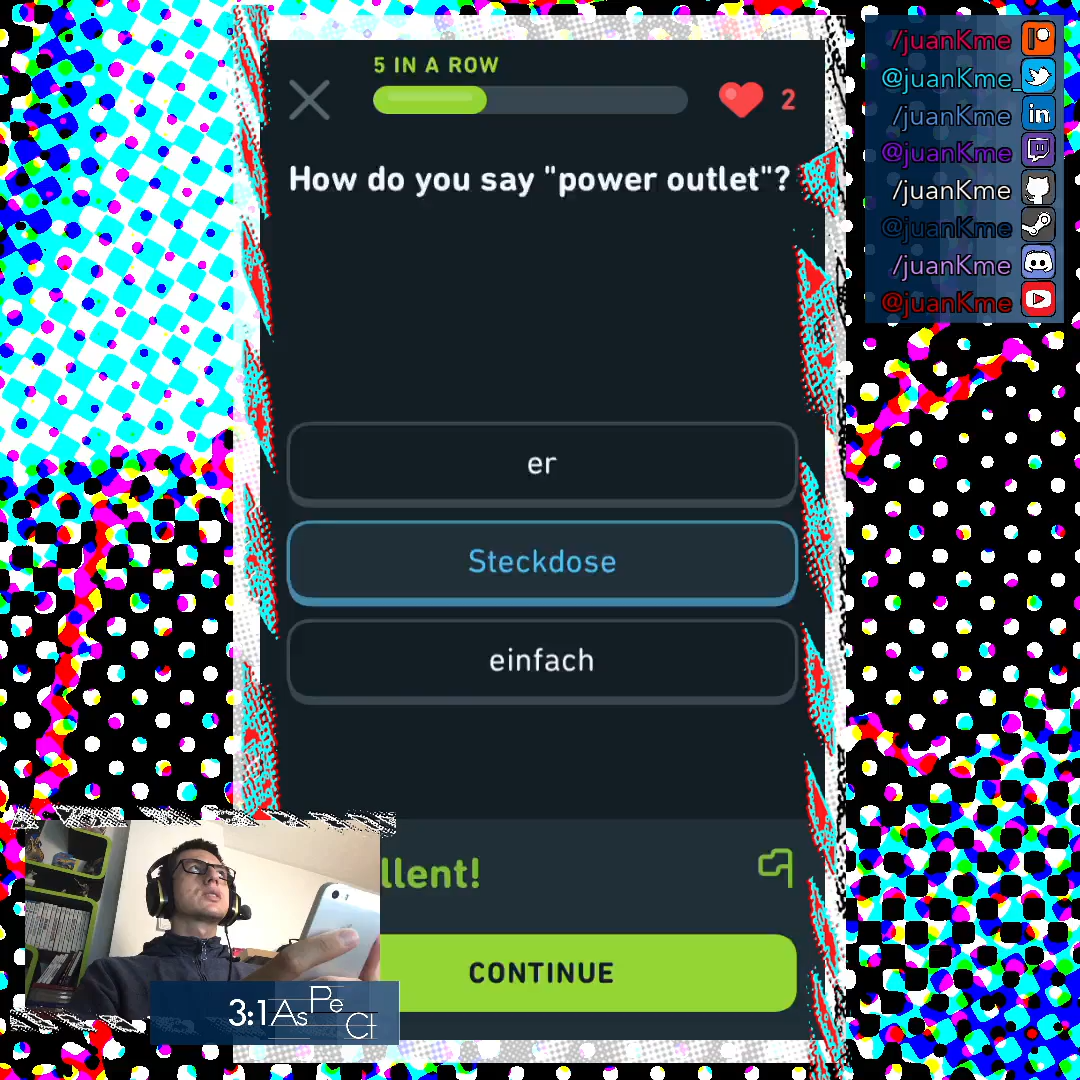 5 IN A ROW
2
How do you say "power outlet"?
er
Steckdose
einfach
llent!
CONTINUE
/juanKme
@juanKme_
/juanKme
@juanKme
/juanKme
@juanKme
/juanKme
@juanKme
3:1 AsPeCt